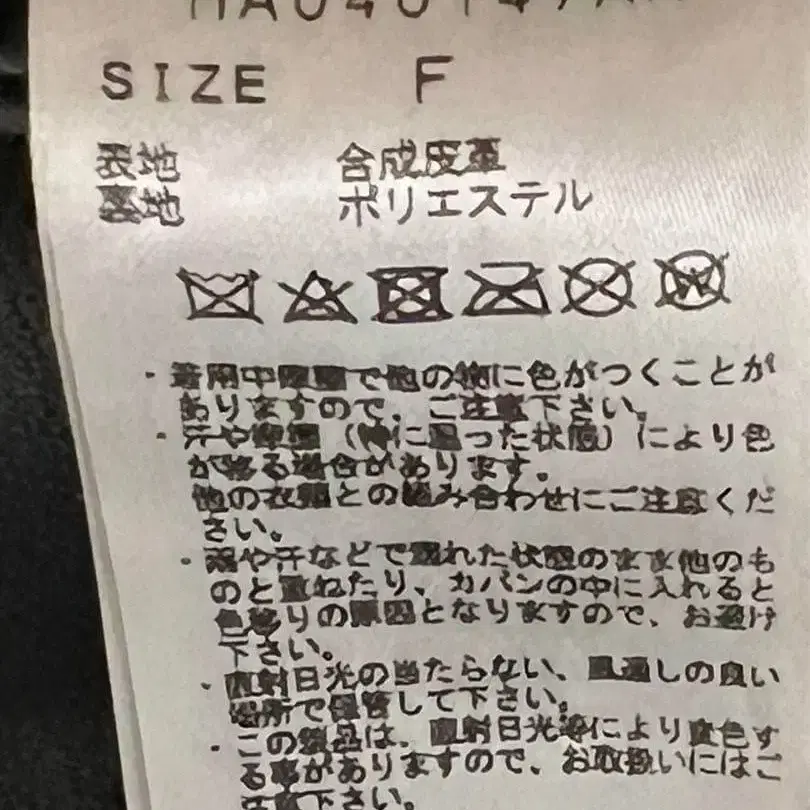 SIZE F
表地 合成皮革
裏地 ポリエステル
・着用中摩擦で他の物に色がつくことが
ありますので、ご注意下さい。
・汗や摩擦（特に湿った状態）により色
が移る場合があります。
他の衣類との組み合わせにご注意くだ
さい。
・雨や汗などで濡れた状態のまま他のも
のと重ねたり、カバンの中に入れると
色移りの原因となりますので、お避け
下さい。
・直射日光の当たらない、風通しの良い
場所で保管して下さい。
・この製品は、直射日光等により変色す
る事がありますので、お取扱いにはご
注意下さい。